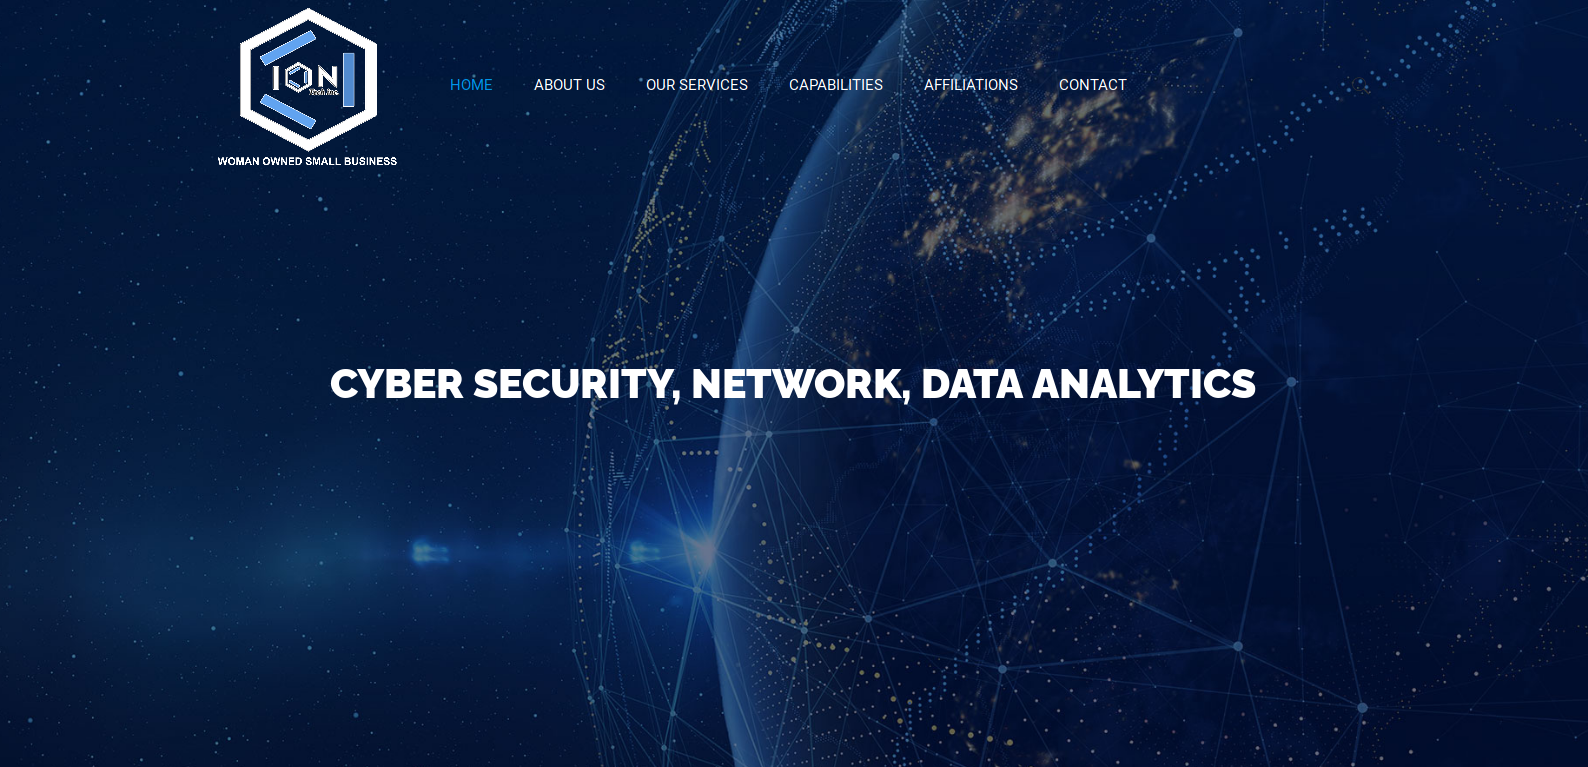 ION
Tech Inc.
WOMAN OWNED SMALL BUSINESS
HOME ABOUT US OUR SERVICES CAPABILITIES AFFILIATIONS CONTACT
CYBER SECURITY, NETWORK, DATA ANALYTICS